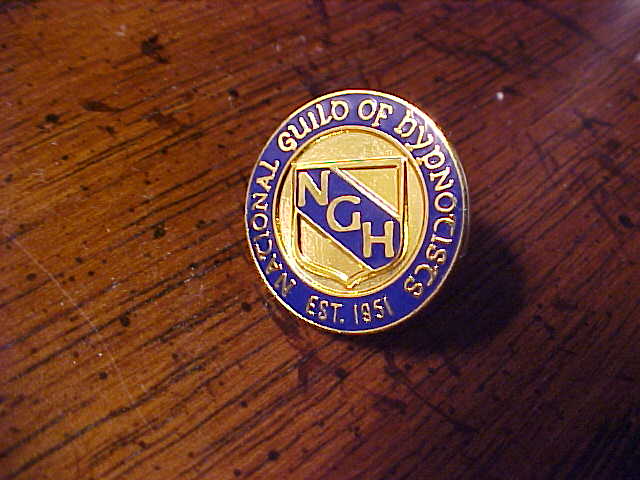 NATIONAL GUILD OF hYPNOTISTS
NGH
EST. 1951